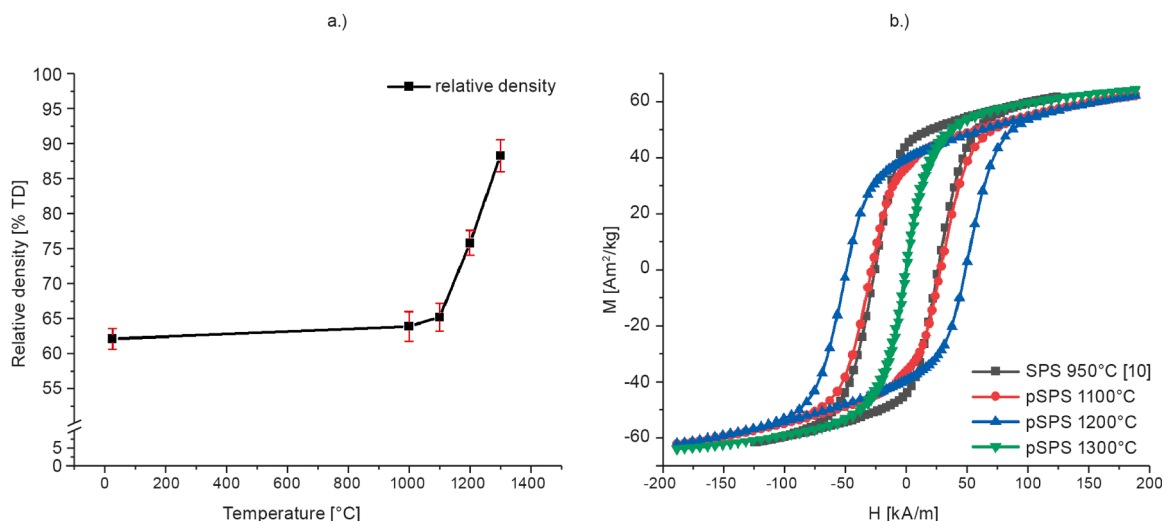 a.)
100
95
90
85
80
75
70
65
60
55
5
0
Relative density [% TD]
relative density
0 200 400 600 800 1000 1200 1400
Temperature [°C]
b.)
60
40
20
0
-20
-40
-60
M [Am²/kg]
SPS 950°C [10]
pSPS 1100°C
pSPS 1200°C
pSPS 1300°C
-200 -150 -100 -50 0 50 100 150 200
H [kA/m]